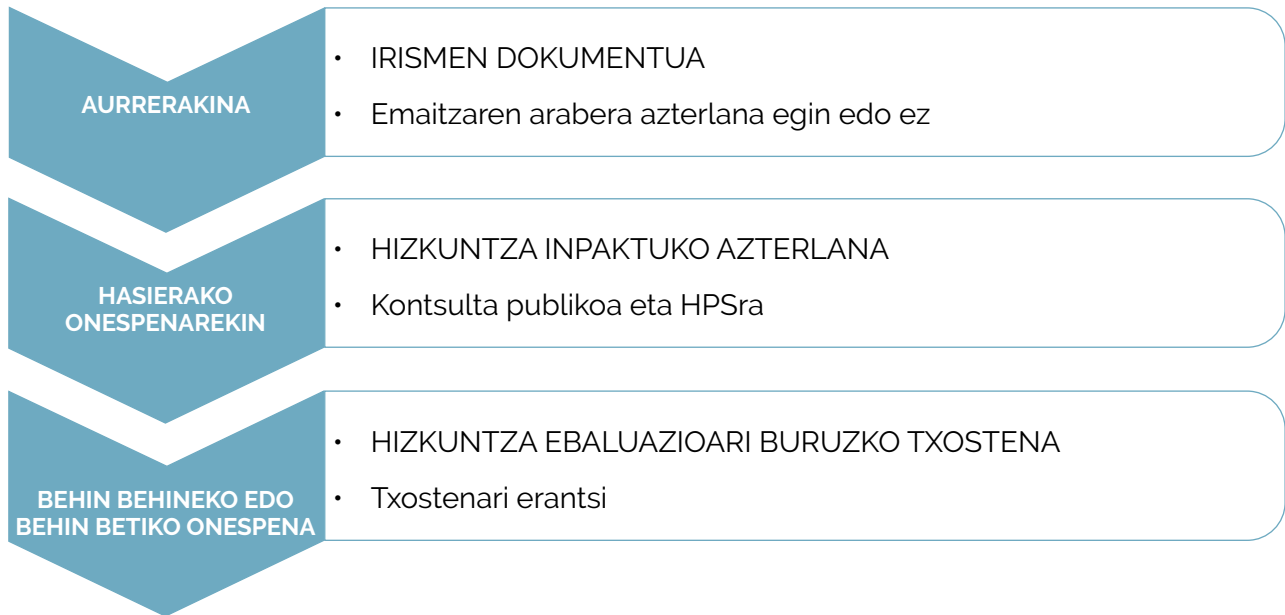 AURRERAKINA
• IRISMEN DOKUMENTUA
• Emaitzaren arabera azterlana egin edo ez
HASIERAKO
ONESPENAREKIN
• HIZKUNTZA INPAKTUKO AZTERLANA
• Kontsulta publikoa eta HPSra
BEHIN BEHINEKO EDO
BEHIN BETIKO ONESPENA
• HIZKUNTZA EBALUAZIOARI BURUZKO TXOSTENA
• Txostenari erantsi